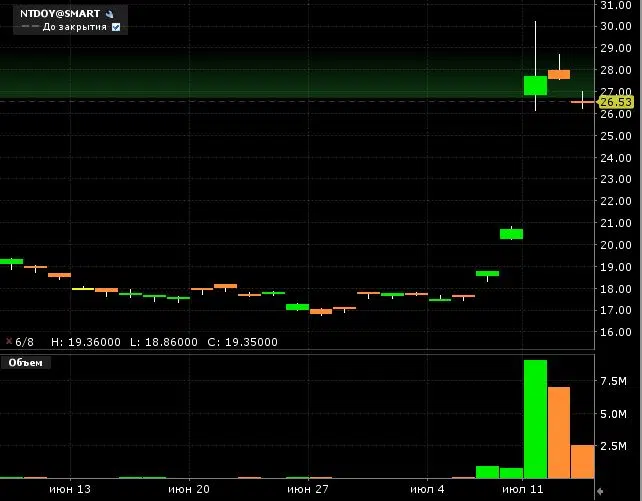 NTDOY@SMART
До закрытия
31.00
30.00
29.00
28.00
27.00
26.53
26.00
25.00
24.00
23.00
22.00
21.00
20.00
19.00
18.00
17.00
16.00
6/8 H: 19.36000 L: 18.86000 C: 19.35000
Объем
7.5M
5.0M
2.5M
июн 13 июн 20 июн 27 июл 4 июл 11